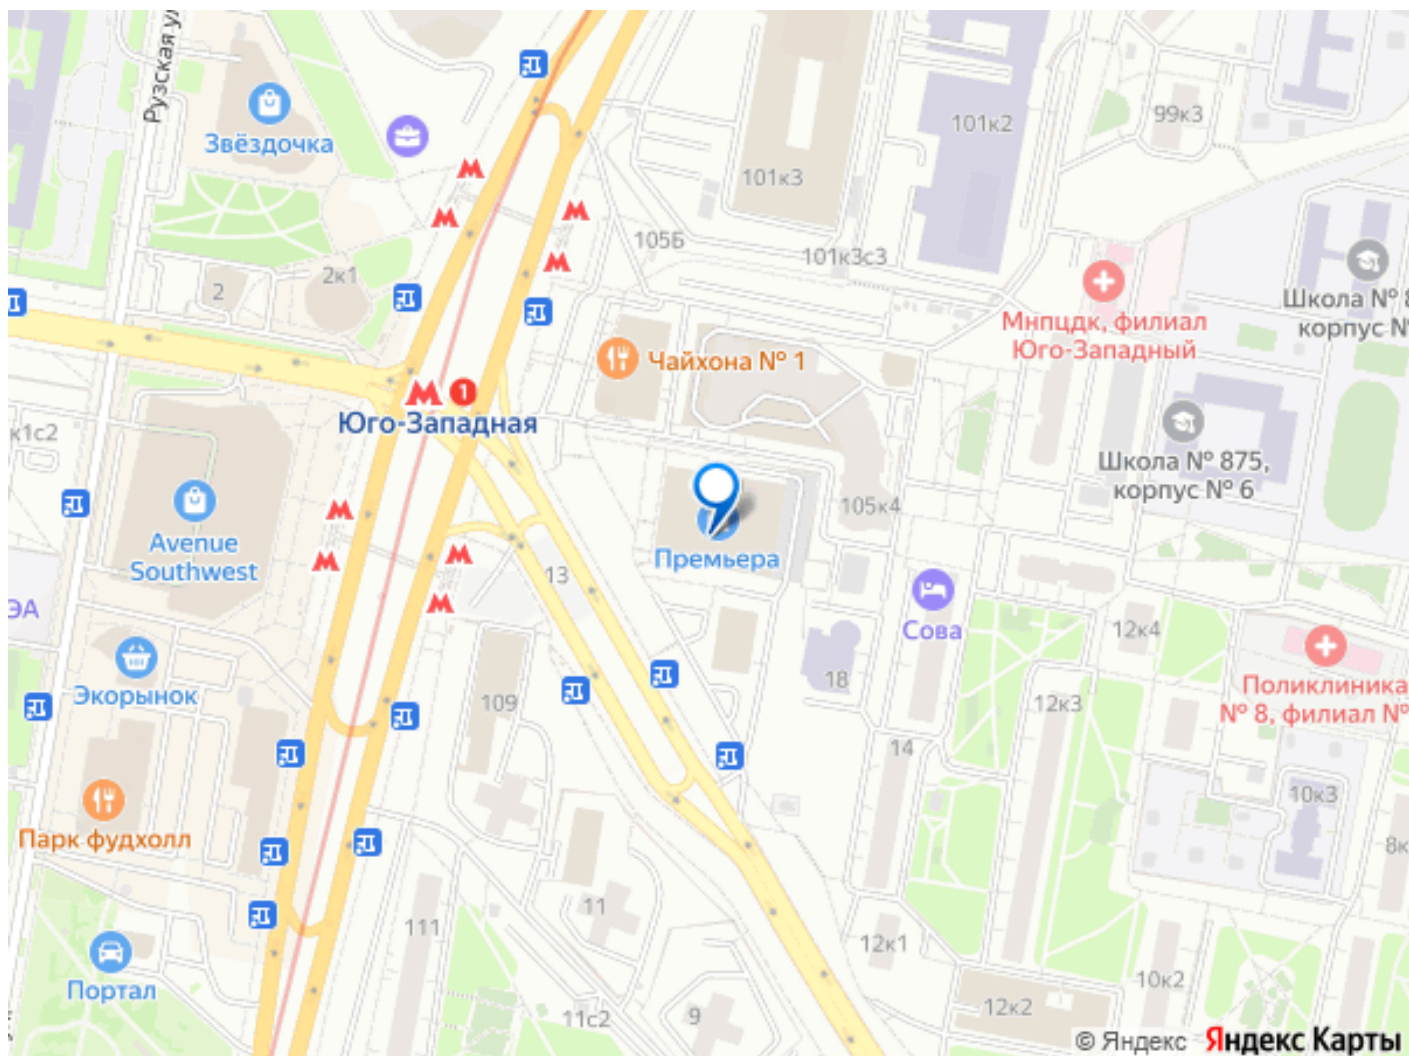 Рузская ул
Звёздочка
101к2
99к3
101к3
105Б
101к3с3
2к1
2
Школа № 8
корпус №
Мнпцдк, филиал
Юго-Западный
Чайхона № 1
1
Юго-Западная
к1с2
Школа № 875,
корпус № 6
105к4
Avenue
Southwest
Премьера
13
ЭА
Сова
12к4
Экорынок
109
18
12к3
Поликлиника
№ 8, филиал №
14
10к3
Парк фудхолл
8к
11
111
12к1
Портал
10к2
11с2
9
12к2
© Яндекс Яндекс Карты